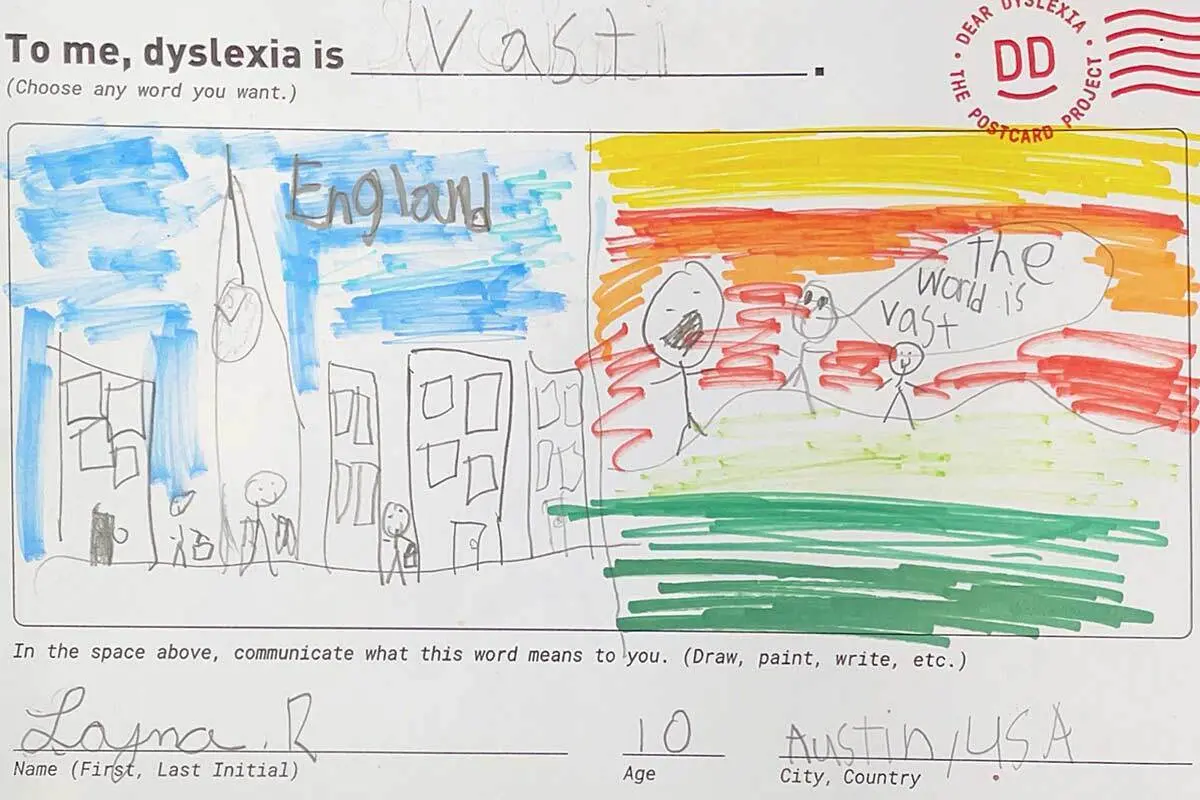 To me, dyslexia is Vast.
(Choose any word you want.)
DEAR DYSLEXIA • THE POSTCARD PROJECT •
DD
England
The
world is
vast
In the space above, communicate what this word means to you. (Draw, paint, write, etc.)
Layna. R
Name (First, Last Initial)
10
Age
Austin, USA
City, Country